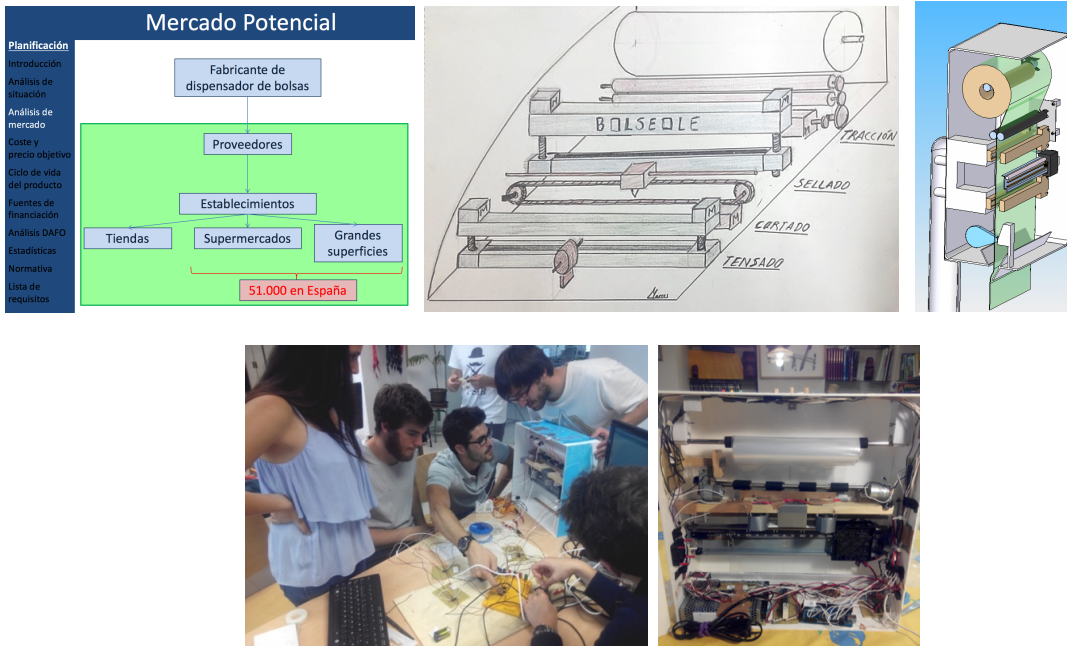 Mercado Potencial
Planificación
Introducción
Análisis de
situación
Análisis de
mercado
Coste y
precio objetivo
Ciclo de vida
del producto
Fuentes de
financiación
Análisis DAFO
Estadísticas
Normativa
Lista de
requisitos
Fabricante de
dispensador de bolsas
Proveedores
Establecimientos
Tiendas
Supermercados
Grandes
superficies
51.000 en España
BOLSEOLE
TRACCIÓN
SELLADO
CORTADO
TENSADO
M
M
M
M